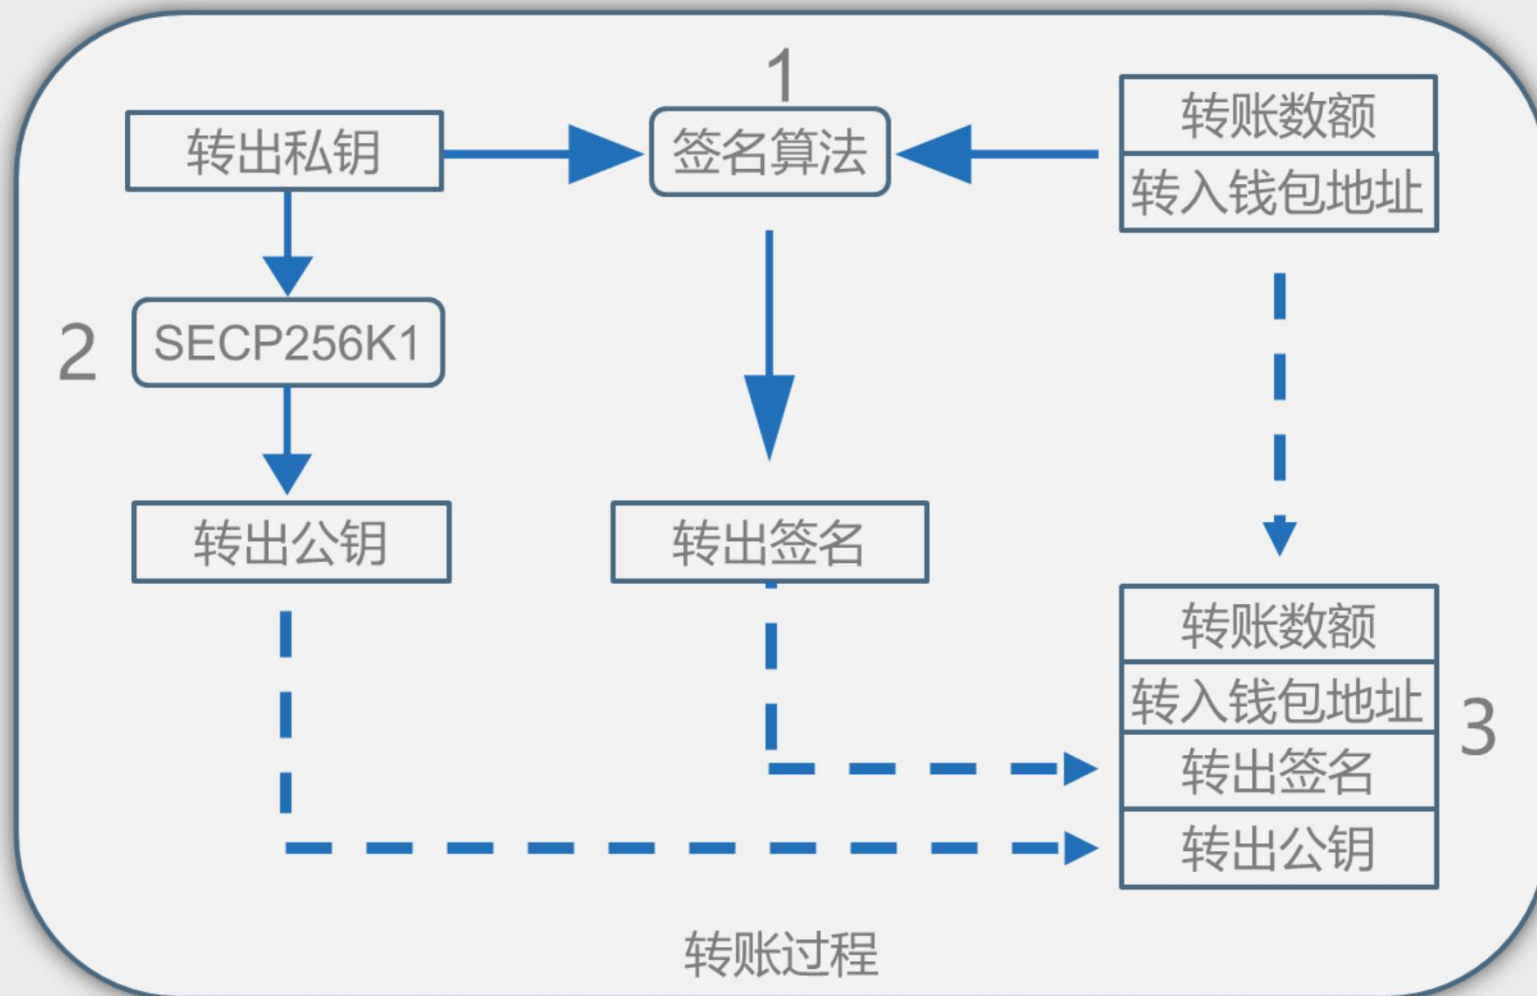 1
转出私钥
签名算法
转账数额
转入钱包地址
2
SECP256K1
转出公钥
转出签名
转账数额
转入钱包地址
3
转出签名
转出公钥
转账过程